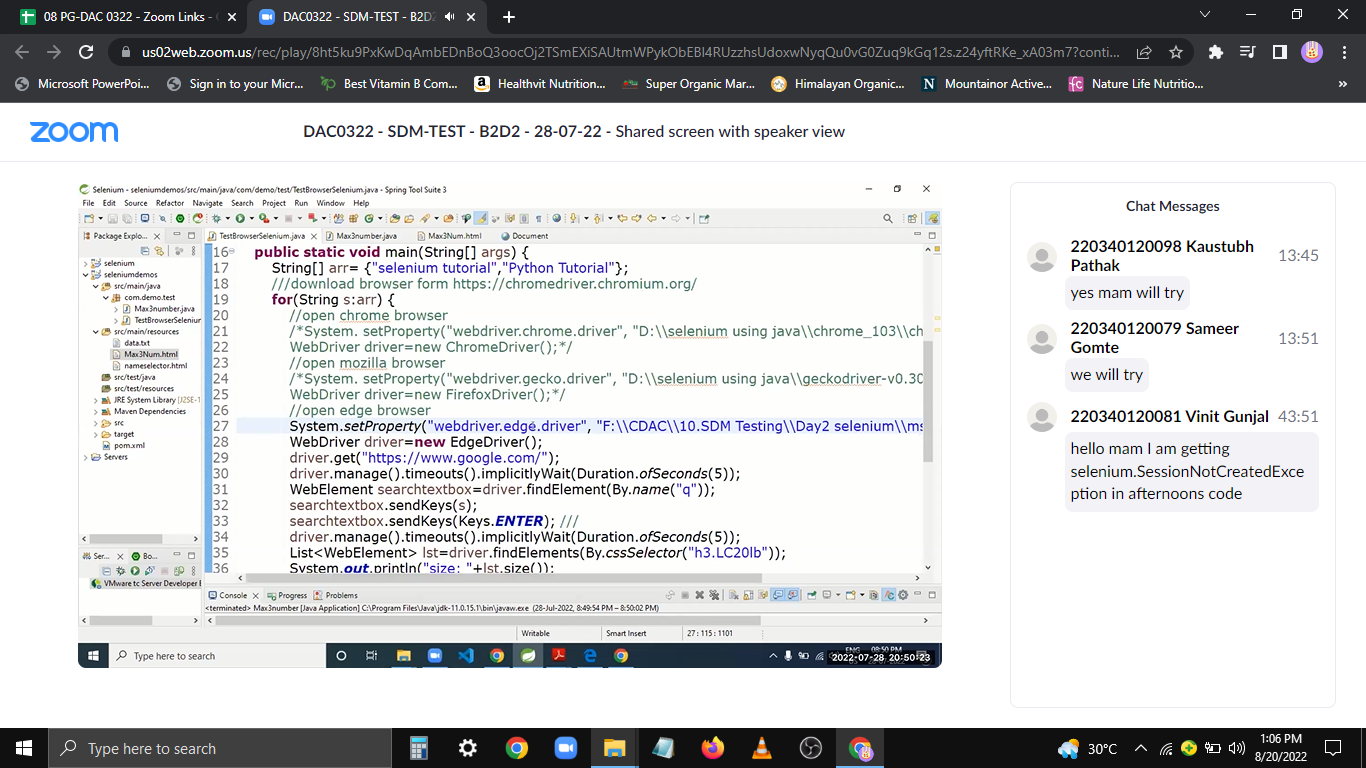 08 PG-DAC 0322 - Zoom Links -
DAC0322 - SDM-TEST - B2D2
us02web.zoom.us/rec/play/8ht5ku9PxKwDqAmbEDnBoQ3oocOj2TSmEXiSAUtmWPykObEBI4RUzzhsUdoxwNyqQu0vG0Zuq9kGq12s.z24yftRKe_xA03m7?conti...
Microsoft PowerPoi...
Sign in to your Micr...
Best Vitamin B Com...
Healthvit Nutrition...
Super Organic Mar...
Himalayan Organic...
Mountainor Active...
Nature Life Nutritio...
zoom
DAC0322 - SDM-TEST - B2D2 - 28-07-22 - Shared screen with speaker view
Selenium - seleniumdemos/src/main/java/com/demo/test/TestBrowserSelenium.java - Spring Tool Suite 3
File Edit Source Refactor Navigate Search Project Run Window Help
Package Explo...
selenium
seleniumdemos
src/main/java
com.demo.test
Max3number.java
TestBrowserSelenium
src/main/resources
data.txt
Max3Num.html
nameselector.html
src/test/java
src/test/resources
JRE System Library [J2SE-1
Maven Dependencies
src
target
pom.xml
Servers
Ser...
Bo...
VMware tc Server Developer E
TestBrowserSelenium.java
Max3number.java
Max3Num.html
Document
16 public static void main(String[] args) {
17 String[] arr= {"selenium tutorial","Python Tutorial"};
18 ///download browser form https://chromedriver.chromium.org/
19 for(String s:arr) {
20 //open chrome browser
21 /*System. setProperty("webdriver.chrome.driver", "D:\\selenium using java\\chrome_103\\ch
22 WebDriver driver=new ChromeDriver();*/
23 //open mozilla browser
24 /*System. setProperty("webdriver.gecko.driver", "D:\\selenium using java\\geckodriver-v0.30
25 WebDriver driver=new FirefoxDriver();*/
26 //open edge browser
27 System.setProperty("webdriver.edge.driver", "F:\\CDAC\\10.SDM Testing\\Day2 selenium\\ms
28 WebDriver driver=new EdgeDriver();
29 driver.get("https://www.google.com/");
30 driver.manage().timeouts().implicitlyWait(Duration.ofSeconds(5));
31 WebElement searchtextbox=driver.findElement(By.name("q"));
32 searchtextbox.sendKeys(s);
33 searchtextbox.sendKeys(Keys.ENTER); ///
34 driver.manage().timeouts().implicitlyWait(Duration.ofSeconds(5));
35 List<WebElement> lst=driver.findElements(By.cssSelector("h3.LC20lb"));
36 System.out.println("size: "+lst.size());
Console
Progress
Problems
<terminated> Max3number [Java Application] C:\Program Files\Java\jdk-11.0.15.1\bin\javaw.exe (28-Jul-2022, 8:49:54 PM – 8:50:02 PM)
Writable
Smart Insert
27 : 115 : 1101
Type here to search
2022-07-28 20:50:23
Chat Messages
220340120098 Kaustubh
Pathak
13:45
yes mam will try
220340120079 Sameer
Gomte
13:51
we will try
220340120081 Vinit Gunjal 43:51
hello mam I am getting
selenium.SessionNotCreatedExce
ption in afternoons code
Type here to search
30°C
1:06 PM
8/20/2022